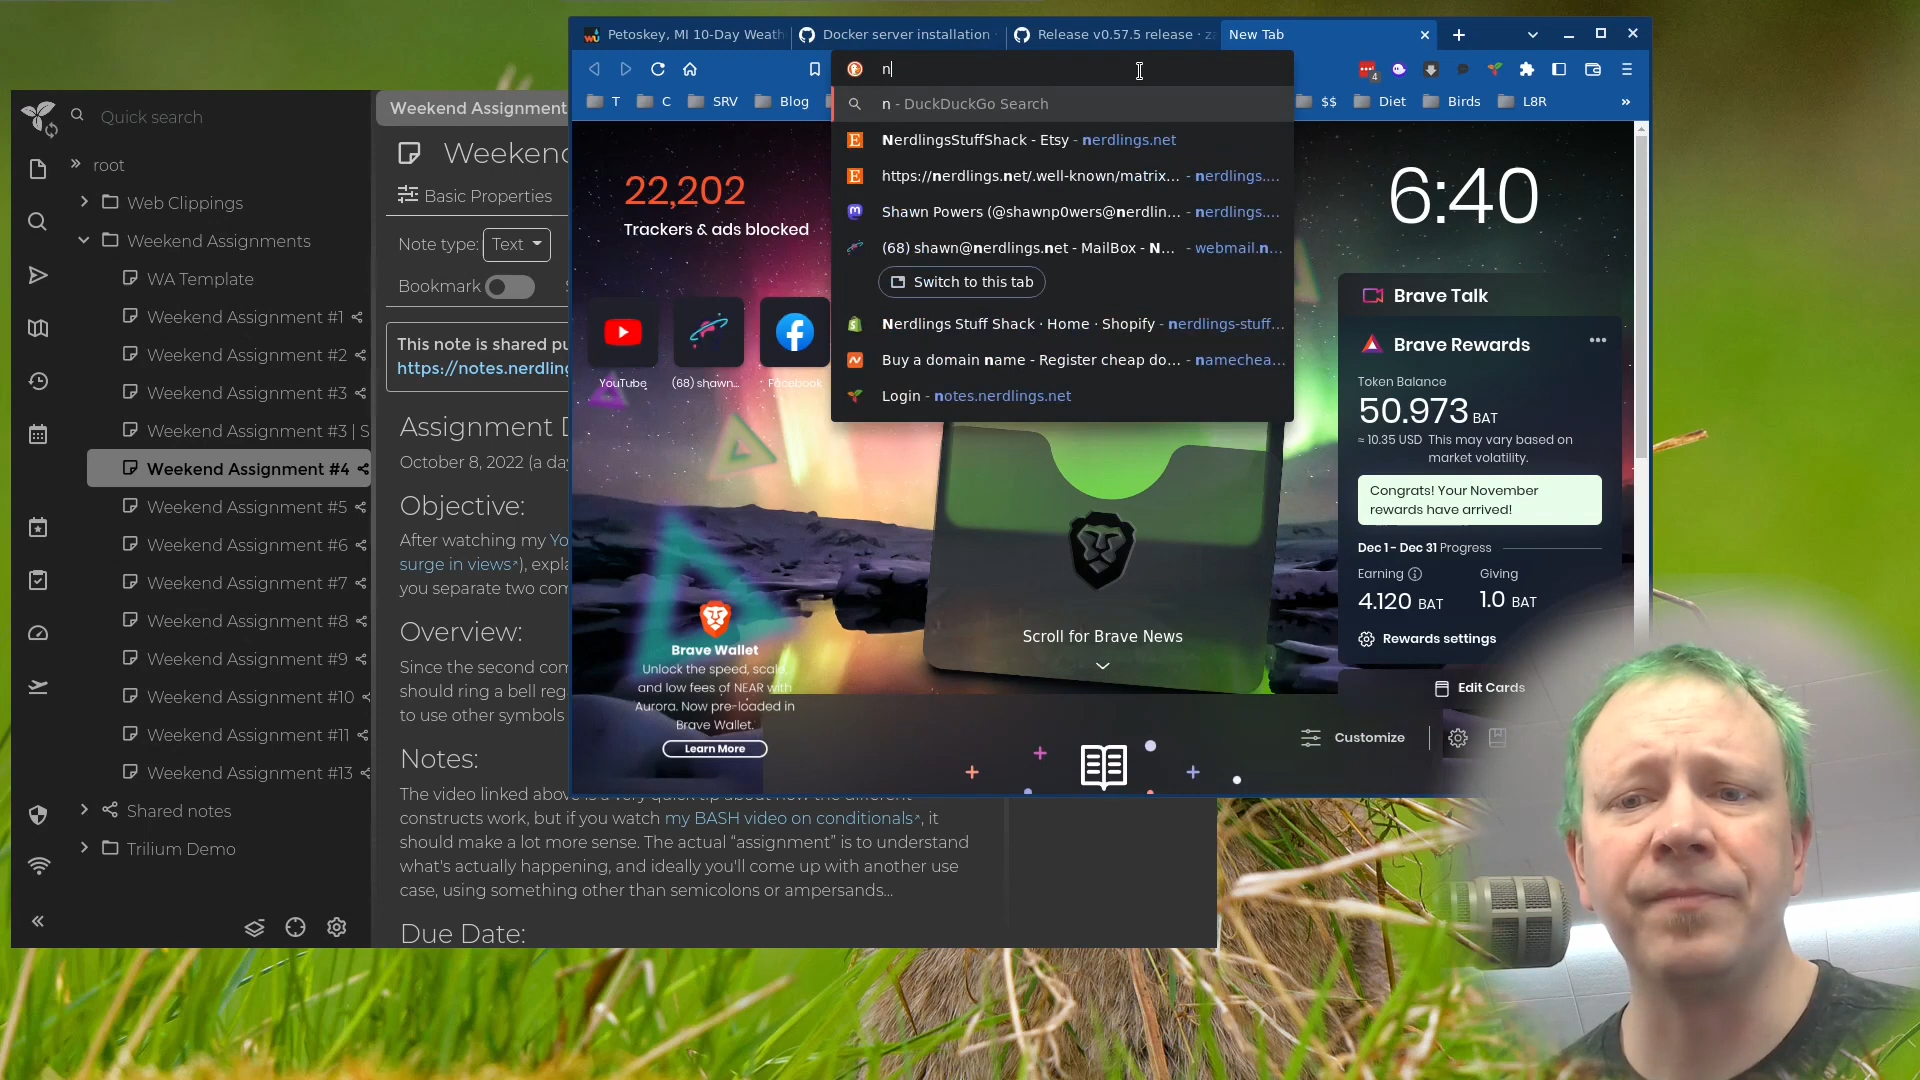 Quick search
root
Web Clippings
Weekend Assignments
WA Template
Weekend Assignment #1
Weekend Assignment #2
Weekend Assignment #3
Weekend Assignment #3 | S
Weekend Assignment #4
Weekend Assignment #5
Weekend Assignment #6
Weekend Assignment #7
Weekend Assignment #8
Weekend Assignment #9
Weekend Assignment #10
Weekend Assignment #11
Weekend Assignment #13
Shared notes
Trilium Demo
Weekend Assignment
Weekend
Basic Properties
Note type: Text
Bookmark
This note is shared pu
https://notes.nerdling
Assignment D
October 8, 2022 (a day
Objective:
After watching my Yo
surge in views), expla
you separate two com
Overview:
Since the second com
should ring a bell reg
to use other symbols
Notes:
The video linked above is a very quick tip about how the different
constructs work, but if you watch my BASH video on conditionals, it
should make a lot more sense. The actual “assignment” is to understand
what's actually happening, and ideally you'll come up with another use
case, using something other than semicolons or ampersands...
Due Date:
Petoskey, MI 10-Day Weath
Docker server installation
Release v0.57.5 release · za
New Tab
n
4
T
C
SRV
Blog
$$
Diet
Birds
L8R
»
n - DuckDuckGo Search
NerdlingsStuffShack - Etsy - nerdlings.net
https://nerdlings.net/.well-known/matrix... - nerdlings....
Shawn Powers (@shawnp0wers@nerdlin... - nerdlings....
(68) shawn@nerdlings.net - MailBox - N... - webmail.n...
Switch to this tab
Nerdlings Stuff Shack · Home · Shopify - nerdlings-stuff...
Buy a domain name - Register cheap do... - namechea...
Login - notes.nerdlings.net
22,202
Trackers & ads blocked
YouTube
(68) shawn...
Facebook
6:40
Brave Talk
Brave Rewards
Token Balance
50.973 BAT
≈ 10.35 USD This may vary based on
market volatility.
Congrats! Your November
rewards have arrived!
Dec 1 - Dec 31 Progress
Earning
Giving
4.120 BAT
1.0 BAT
Rewards settings
Edit Cards
Customize
Scroll for Brave News
Brave Wallet
Unlock the speed, scale
and low fees of NEAR with
Aurora. Now pre-loaded in
Brave Wallet.
Learn More